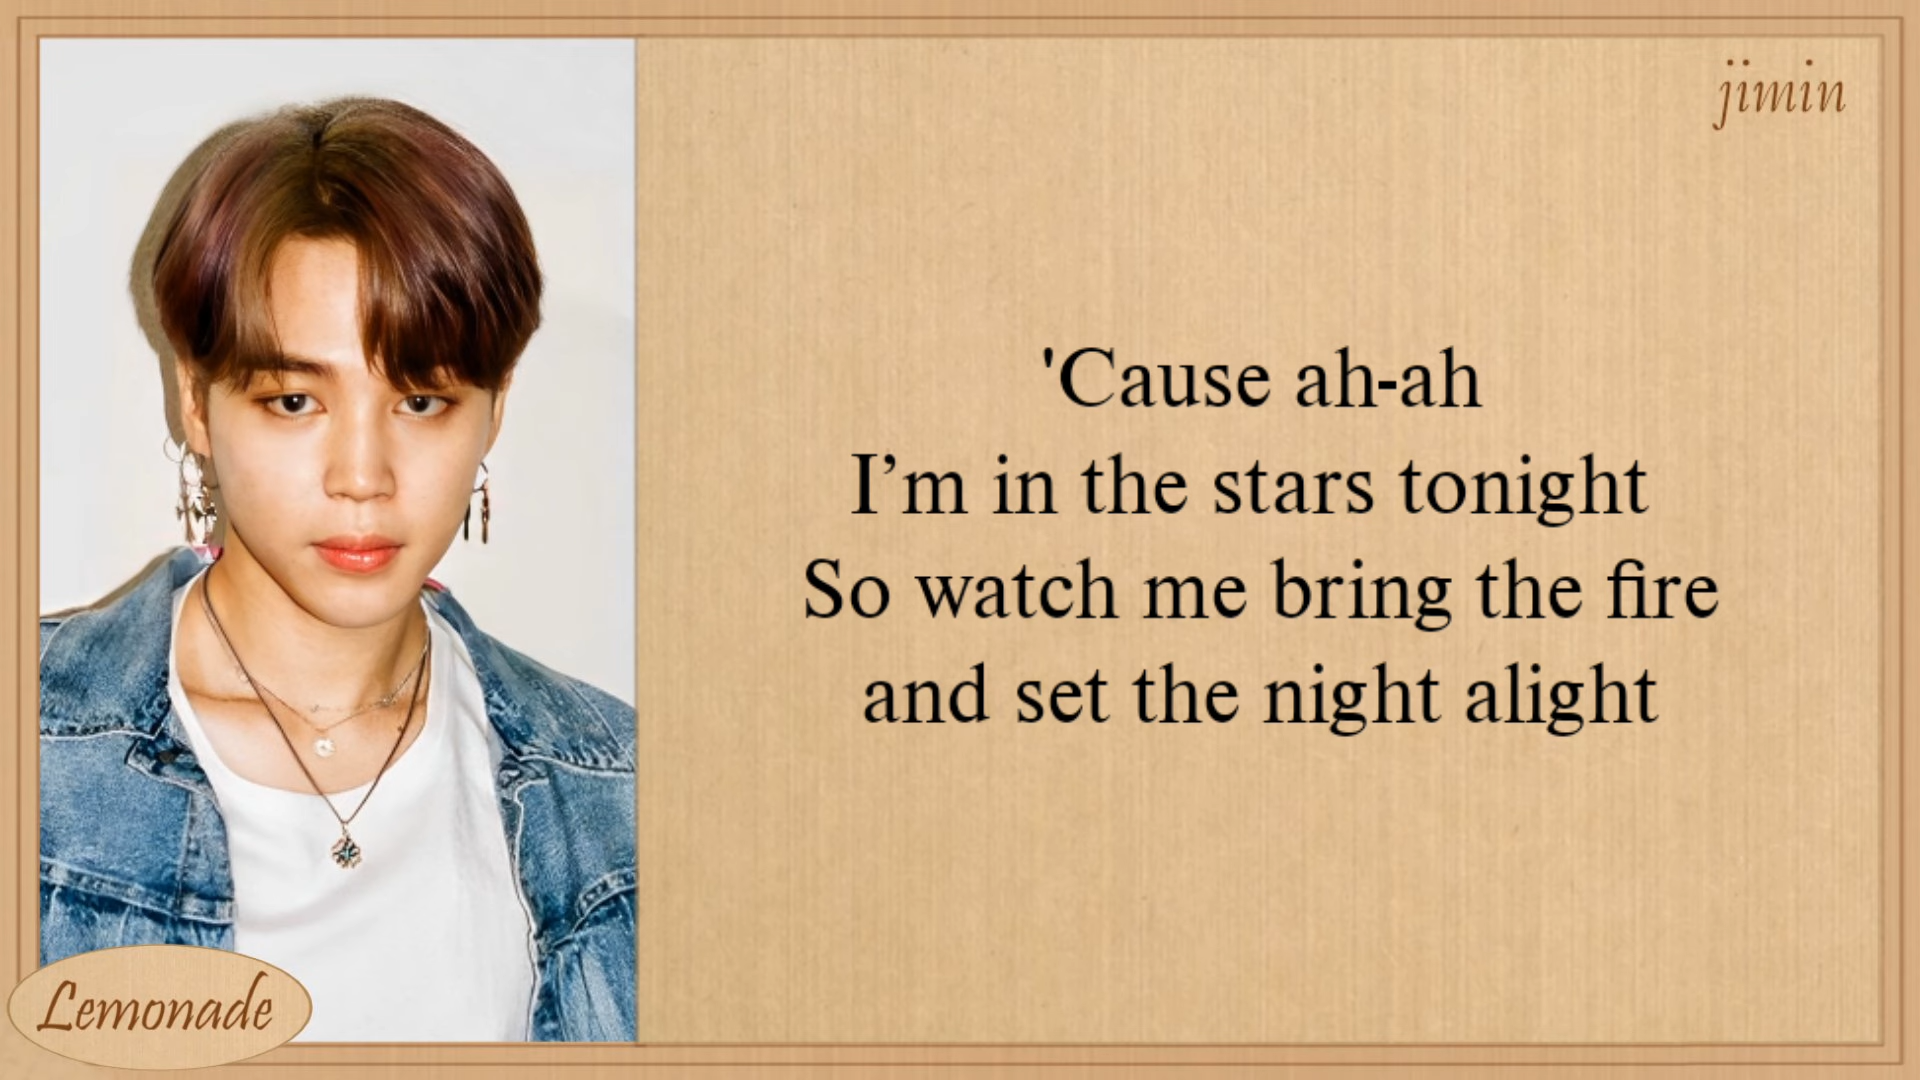 jimin
'Cause ah-ah
I’m in the stars tonight
So watch me bring the fire
and set the night alight
Lemonade